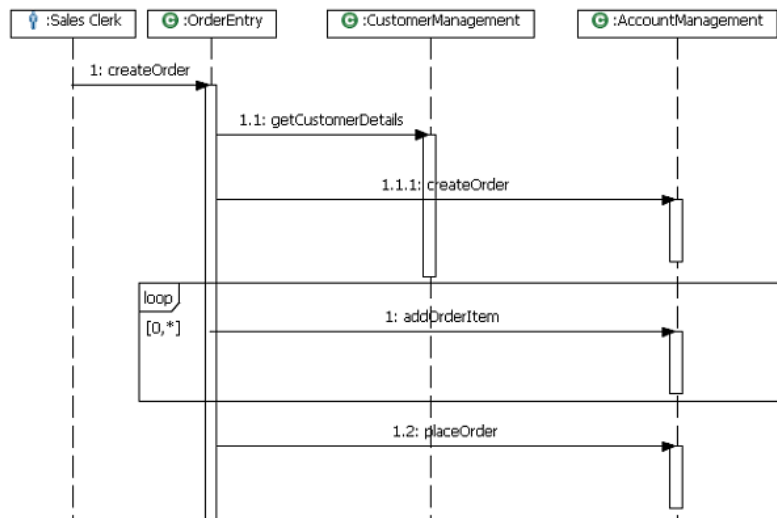 :Sales Clerk
C :OrderEntry
C :CustomerManagement
C :AccountManagement
1: createOrder
1.1: getCustomerDetails
1.1.1: createOrder
loop
[0,*]
1: addOrderItem
1.2: placeOrder